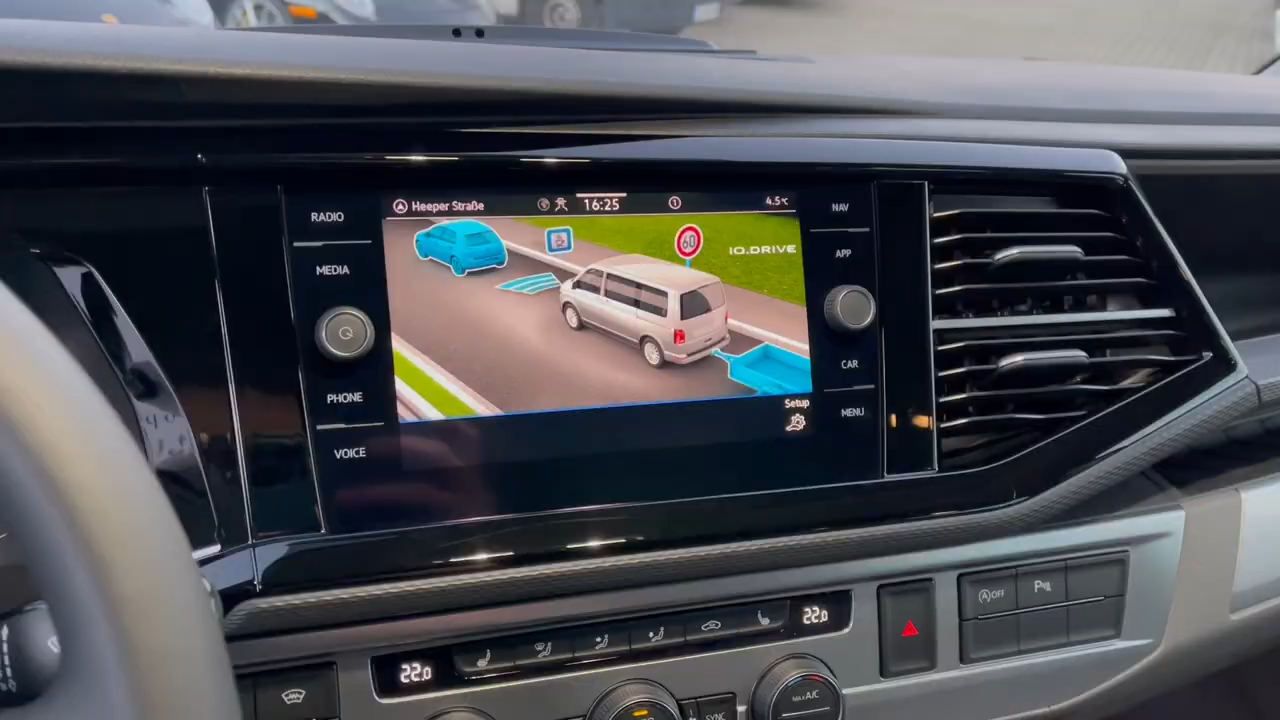 RADIO
MEDIA
PHONE
VOICE
Heeper Straße
16:25
1
4.5°C
60
IQ.DRIVE
Setup
NAV
APP
CAR
MENU
22.0
22.0
OFF
P
MAX A/C
SYNC